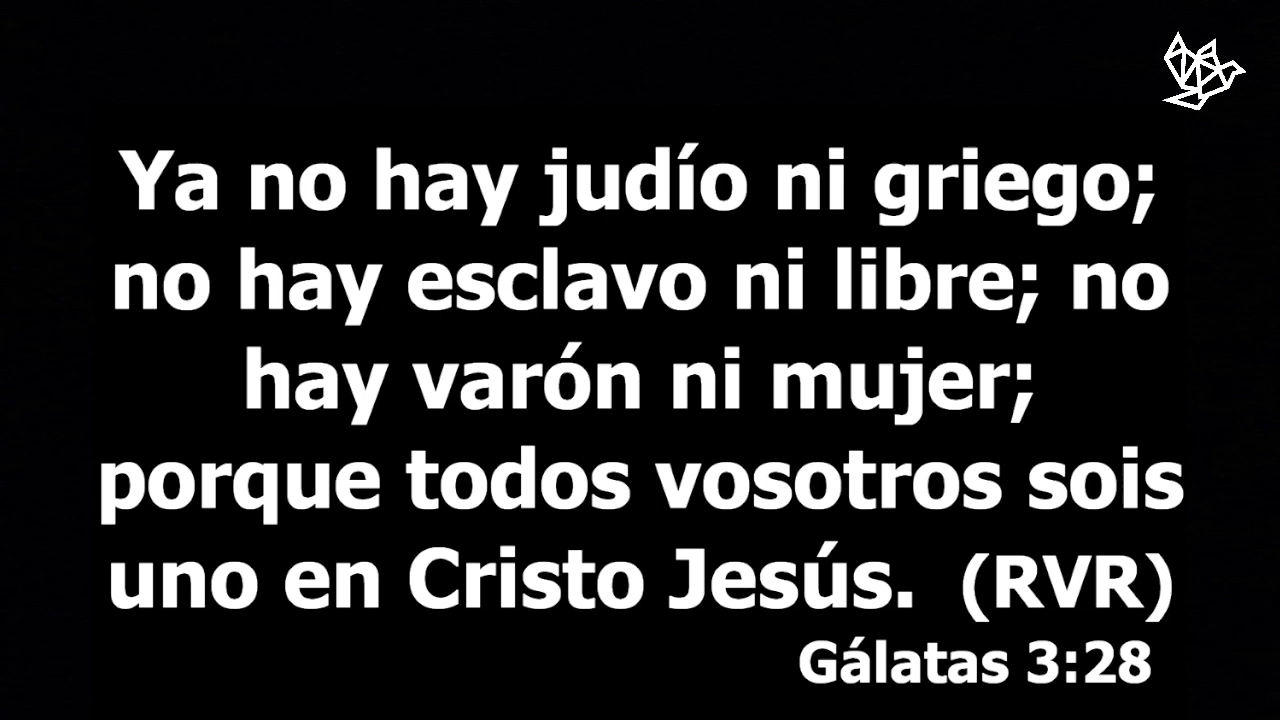 Ya no hay judío ni griego;
no hay esclavo ni libre; no
hay varón ni mujer;
porque todos vosotros sois
uno en Cristo Jesús.  (RVR)
Gálatas 3:28